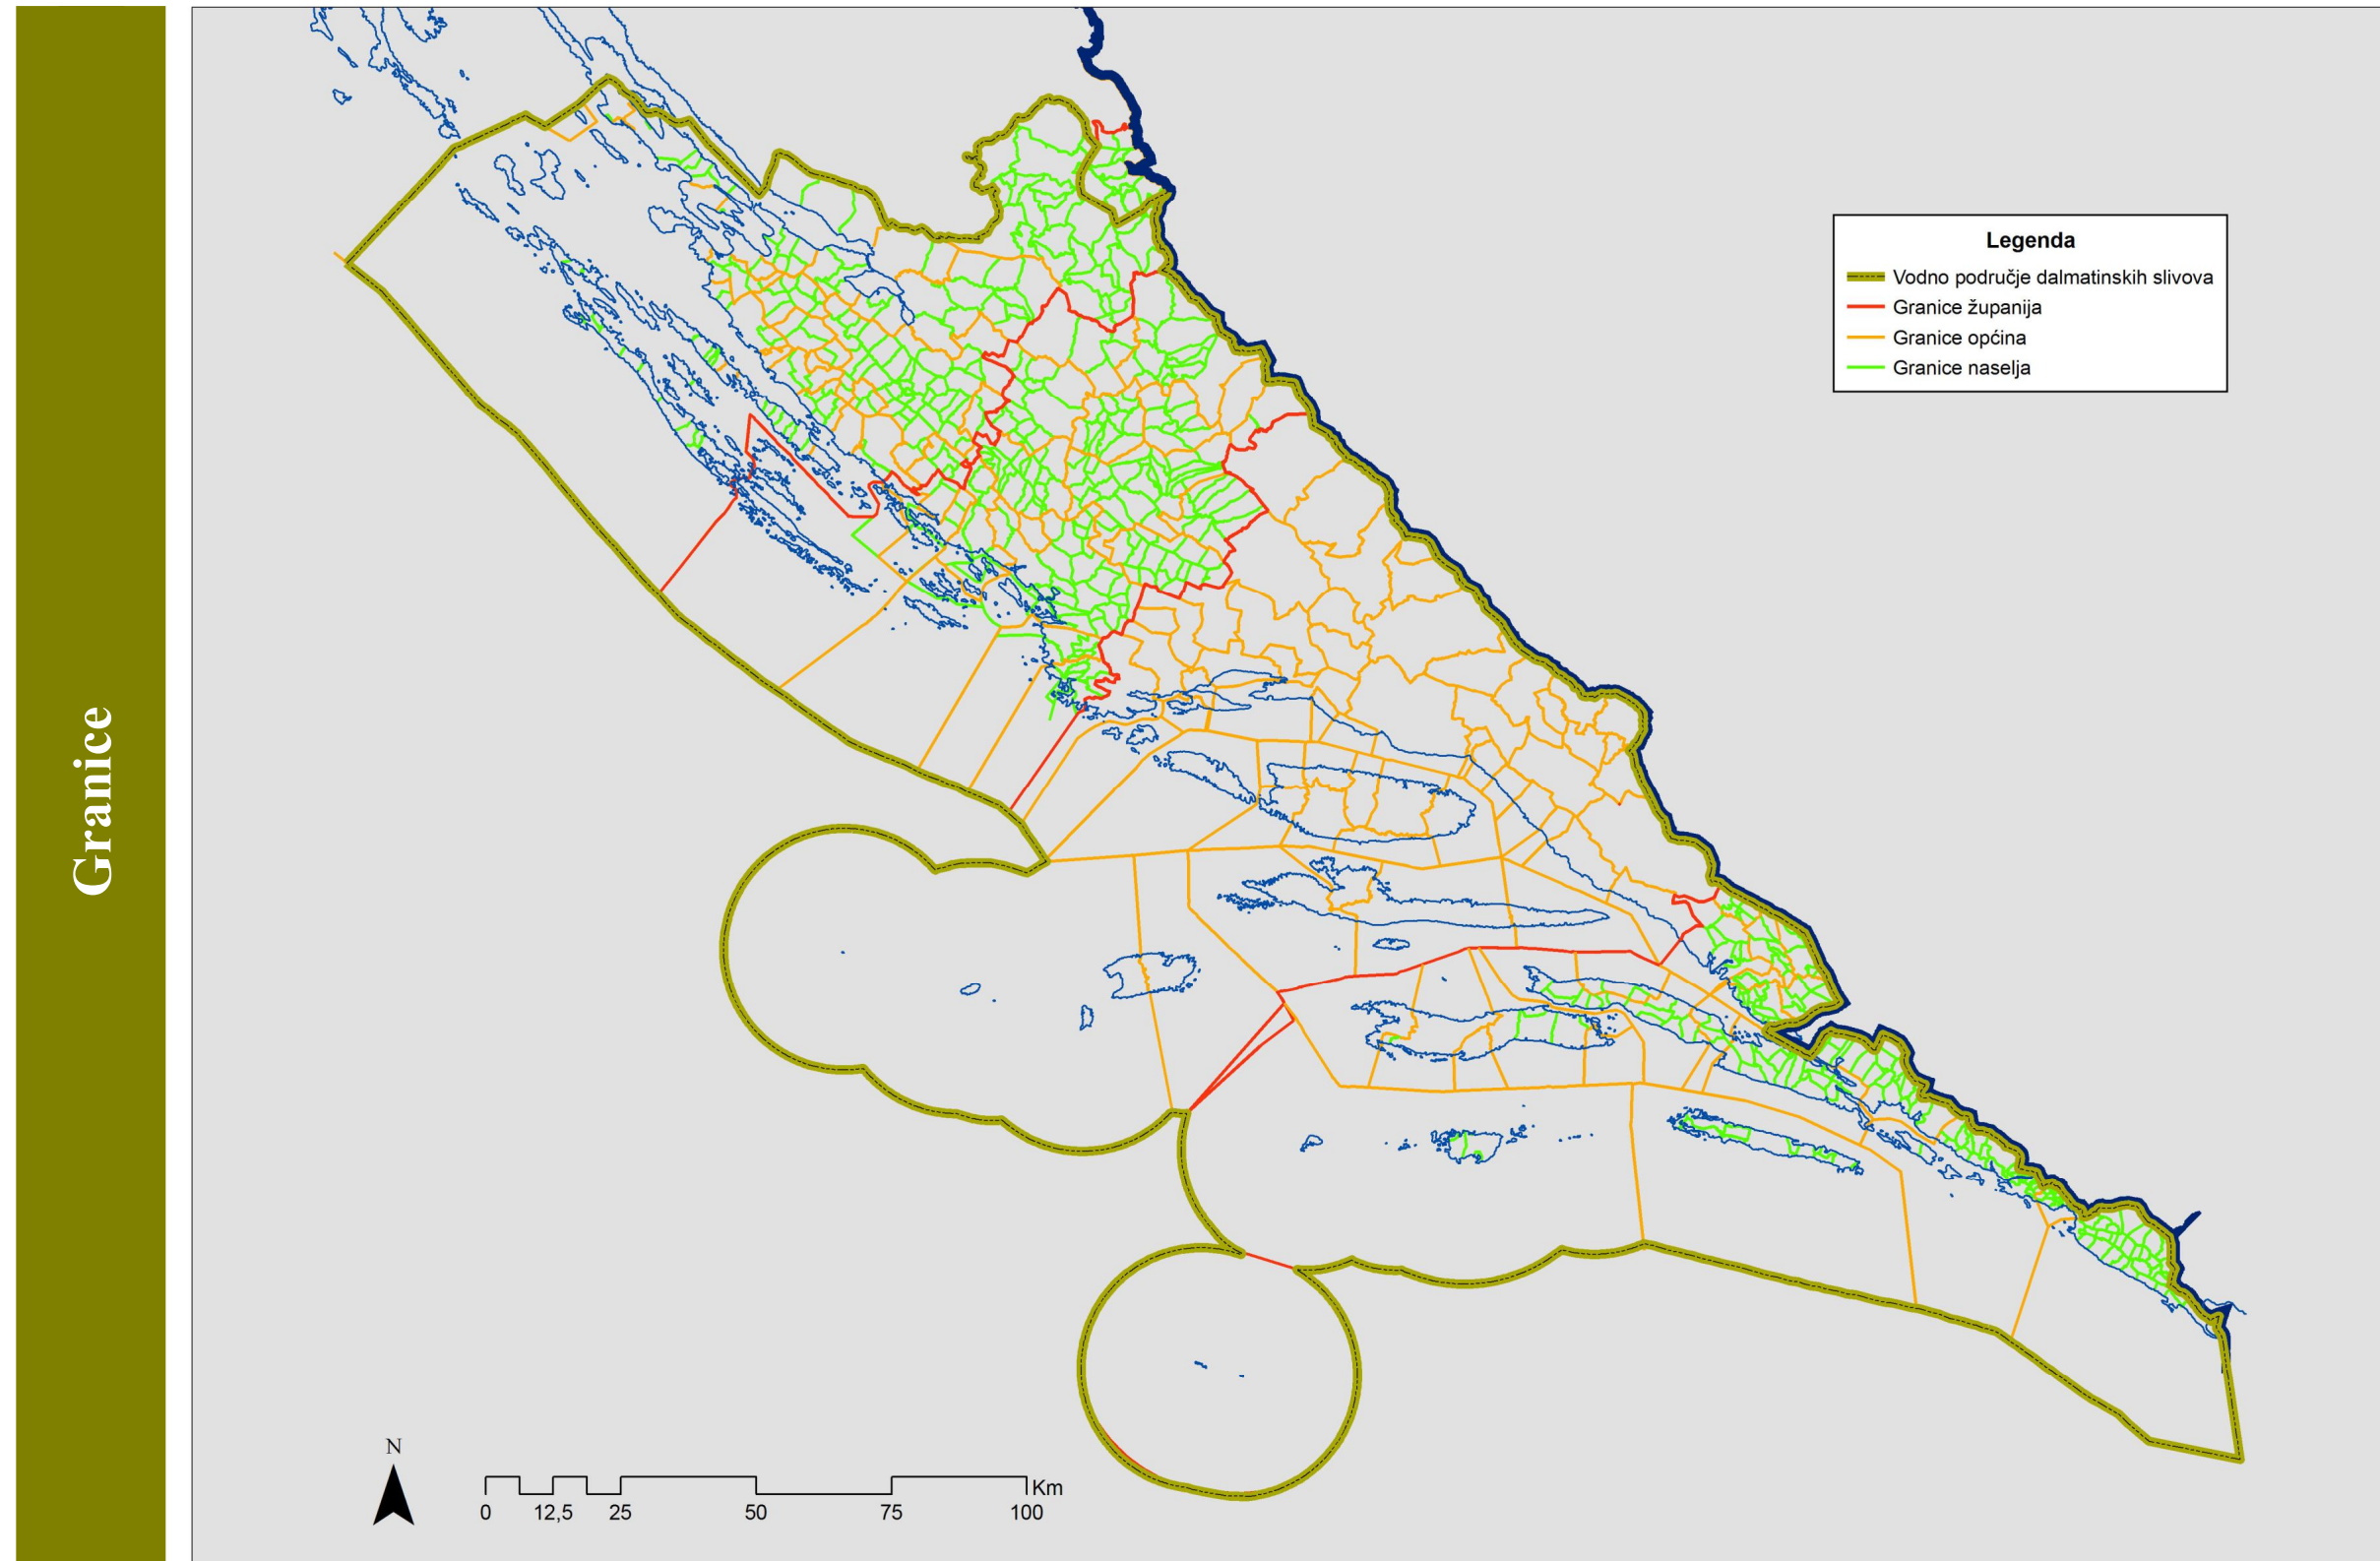 Granice
Legenda
Vodno područje dalmatinskih slivova
Granice županija
Granice općina
Granice naselja
N
Km
0 12,5 25 50 75 100